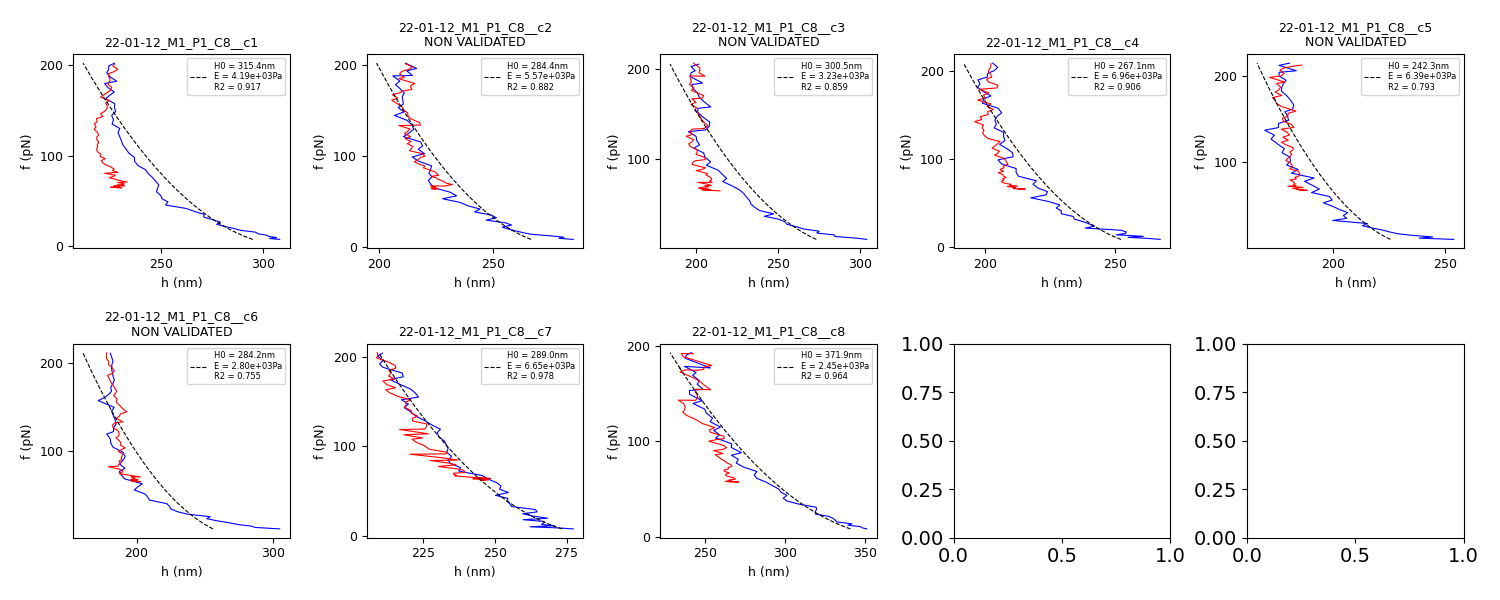 22-01-12_M1_P1_C8__c1
H0 = 315.4nm
E = 4.19e+03Pa
R2 = 0.917
200
100
0
f (pN)
250
300
h (nm)
22-01-12_M1_P1_C8__c2
NON VALIDATED
H0 = 284.4nm
E = 5.57e+03Pa
R2 = 0.882
200
100
0
f (pN)
200
250
h (nm)
22-01-12_M1_P1_C8__c3
NON VALIDATED
H0 = 300.5nm
E = 3.23e+03Pa
R2 = 0.859
200
100
f (pN)
200
250
300
h (nm)
22-01-12_M1_P1_C8__c4
H0 = 267.1nm
E = 6.96e+03Pa
R2 = 0.906
200
100
0
f (pN)
200
250
h (nm)
22-01-12_M1_P1_C8__c5
NON VALIDATED
H0 = 242.3nm
E = 6.39e+03Pa
R2 = 0.793
200
100
f (pN)
200
250
h (nm)
22-01-12_M1_P1_C8__c6
NON VALIDATED
H0 = 284.2nm
E = 2.80e+03Pa
R2 = 0.755
200
100
f (pN)
200
300
h (nm)
22-01-12_M1_P1_C8__c7
H0 = 289.0nm
E = 6.65e+03Pa
R2 = 0.978
200
100
0
f (pN)
225
250
275
h (nm)
22-01-12_M1_P1_C8__c8
H0 = 371.9nm
E = 2.45e+03Pa
R2 = 0.964
200
100
0
f (pN)
250
300
350
h (nm)
1.00
0.75
0.50
0.25
0.00
0.0
0.5
1.0
1.00
0.75
0.50
0.25
0.00
0.0
0.5
1.0